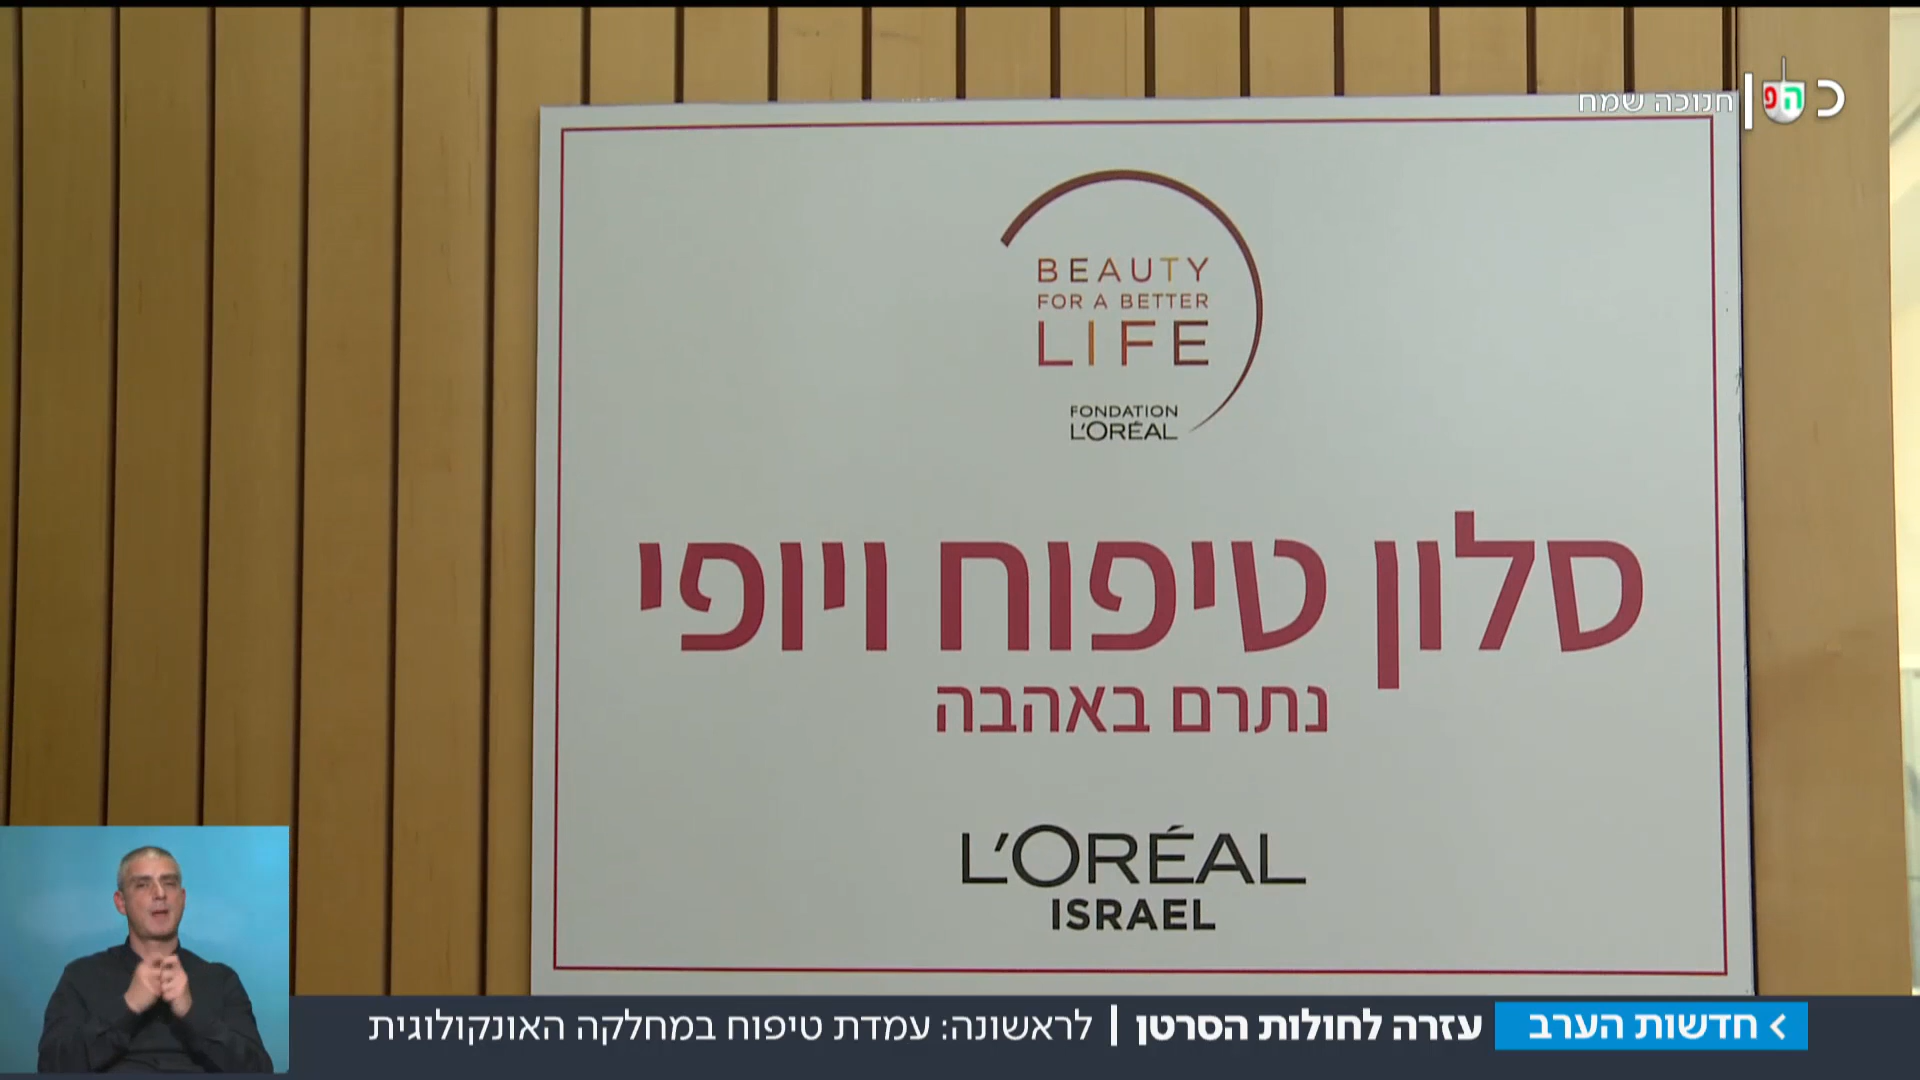 חנוכה שמח
כ
הפ
BEAUTY
FOR A BETTER
LIFE
FONDATION
L'ORÉAL
סלון טיפוח ויופי
נתרם באהבה
L'ORÉAL
ISRAEL
חדשות הערב
עזרה לחולות הסרטן | לראשונה: עמדת טיפוח במחלקה האונקולוגית